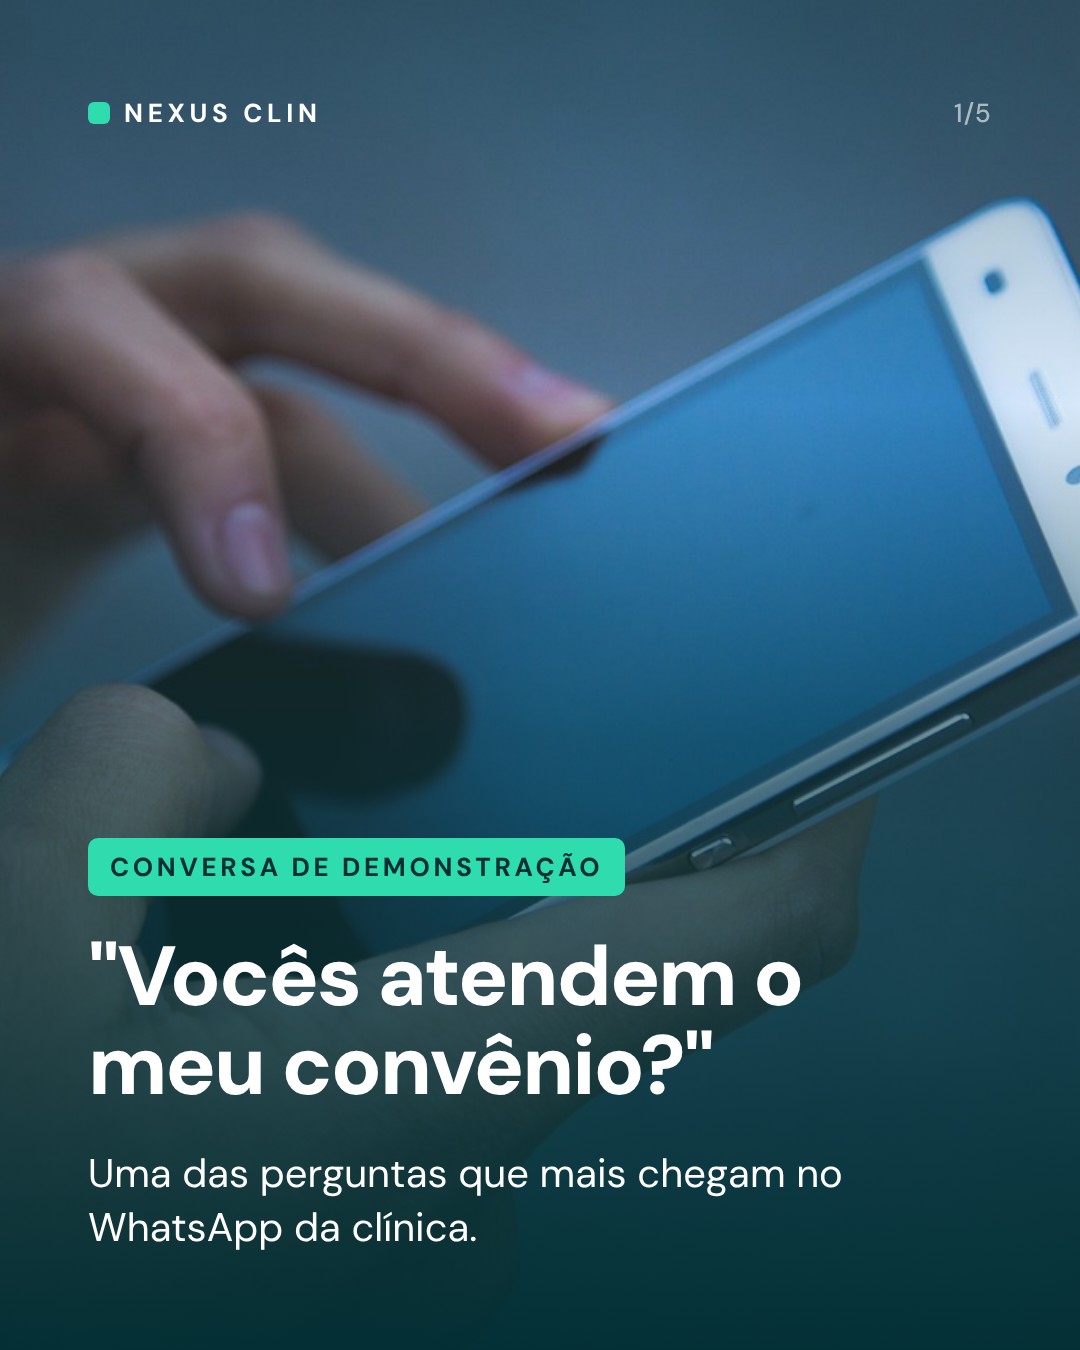 NEXUS CLIN
1/5
CONVERSA DE DEMONSTRAÇÃO
"Vocês atendem o
meu convênio?"
Uma das perguntas que mais chegam no
WhatsApp da clínica.